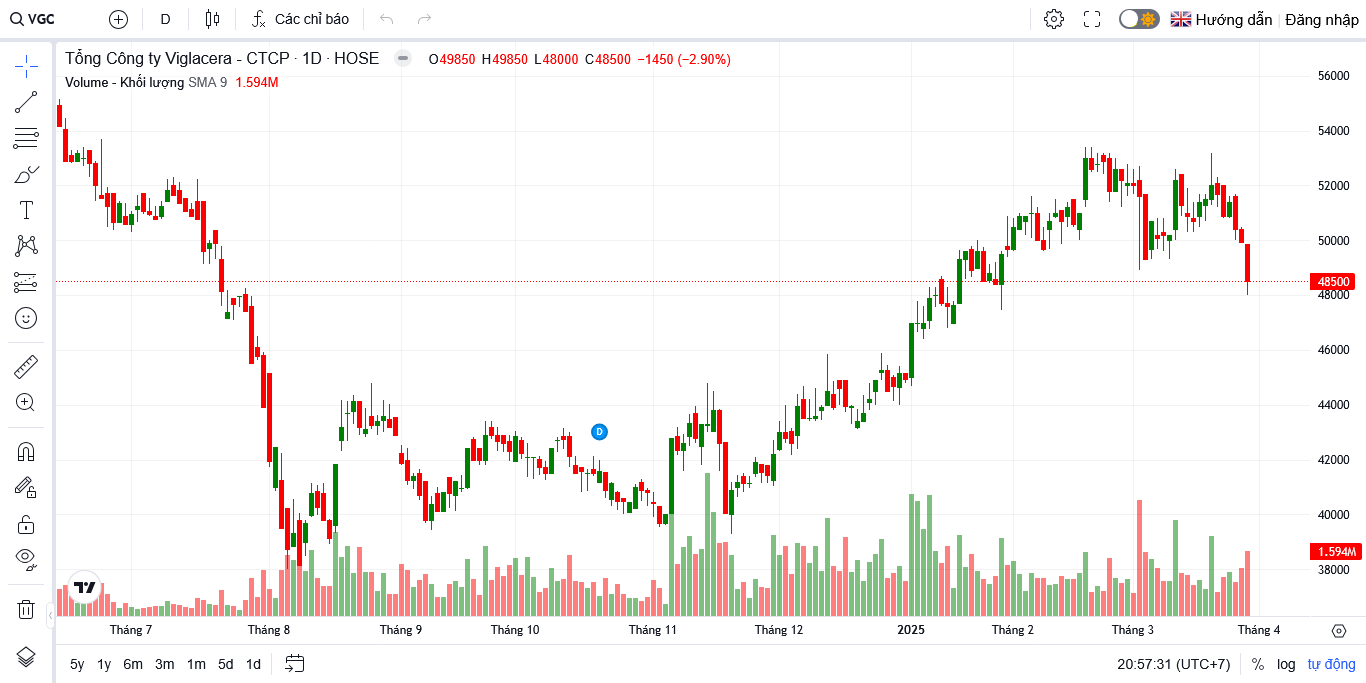 VGC D Các chỉ báo Hướng dẫn Đăng nhập
Tổng Công ty Viglacera - CTCP · 1D · HOSE O49850 H49850 L48000 C48500 −1450 (−2.90%)
Volume - Khối lượng SMA 9 1.594M
56000
54000
52000
50000
48500
48000
46000
44000
42000
40000
1.594M
38000
D
Tháng 7 Tháng 8 Tháng 9 Tháng 10 Tháng 11 Tháng 12 2025 Tháng 2 Tháng 3 Tháng 4
5y 1y 6m 3m 1m 5d 1d 20:57:31 (UTC+7) % log tự động